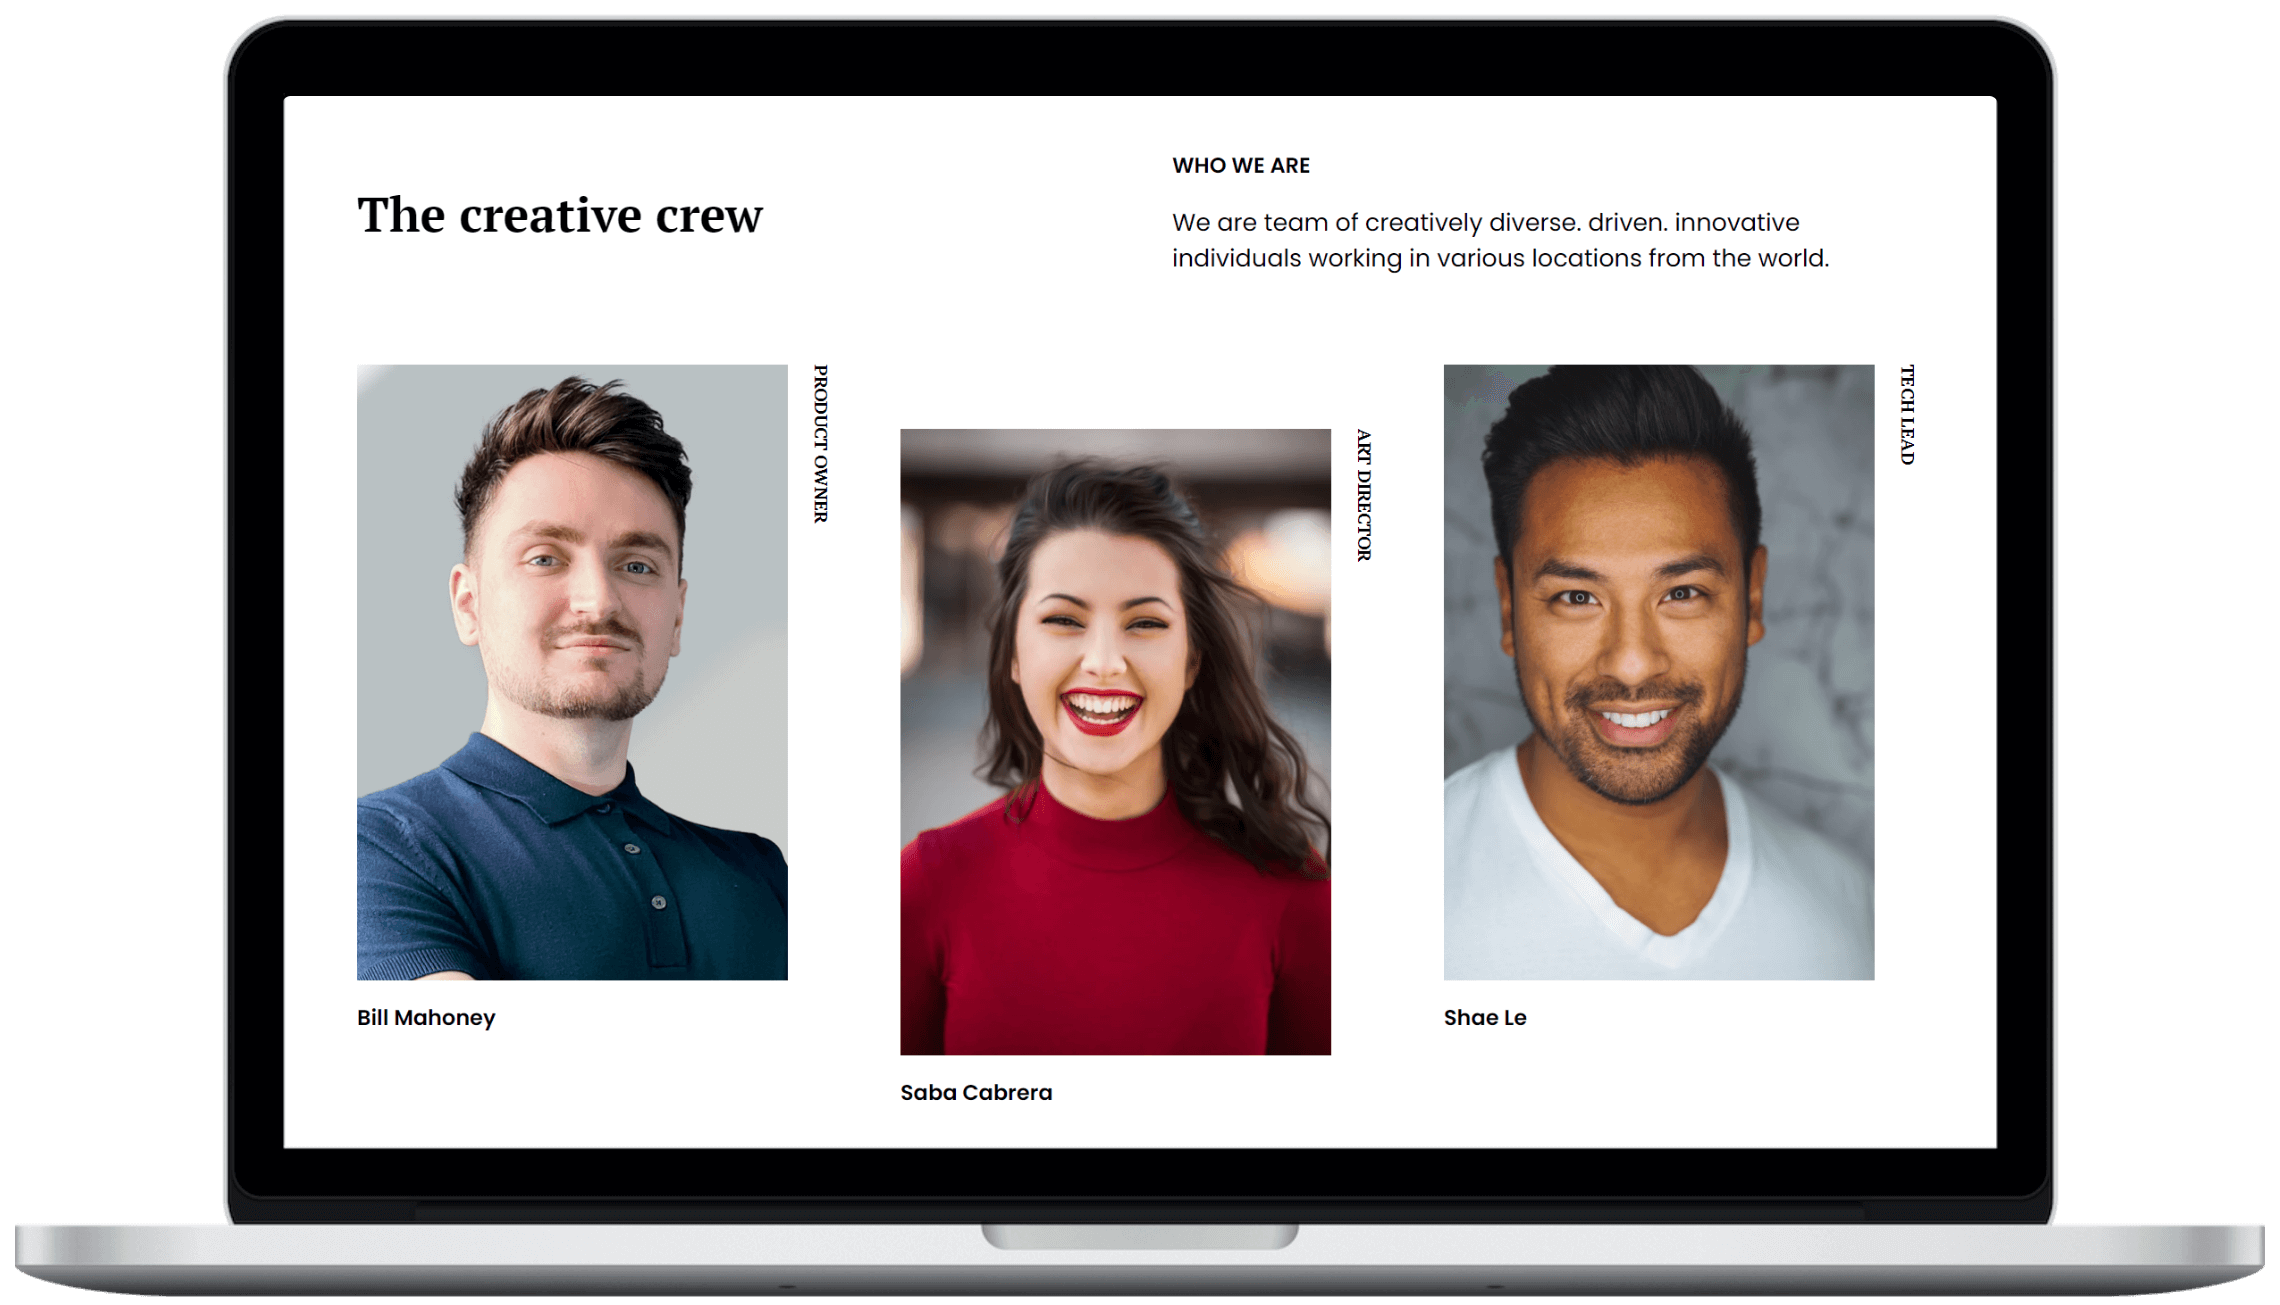 The creative crew
WHO WE ARE
We are team of creatively diverse. driven. innovative
individuals working in various locations from the world.
PRODUCT OWNER
Bill Mahoney
ART DIRECTOR
Saba Cabrera
TECH LEAD
Shae Le